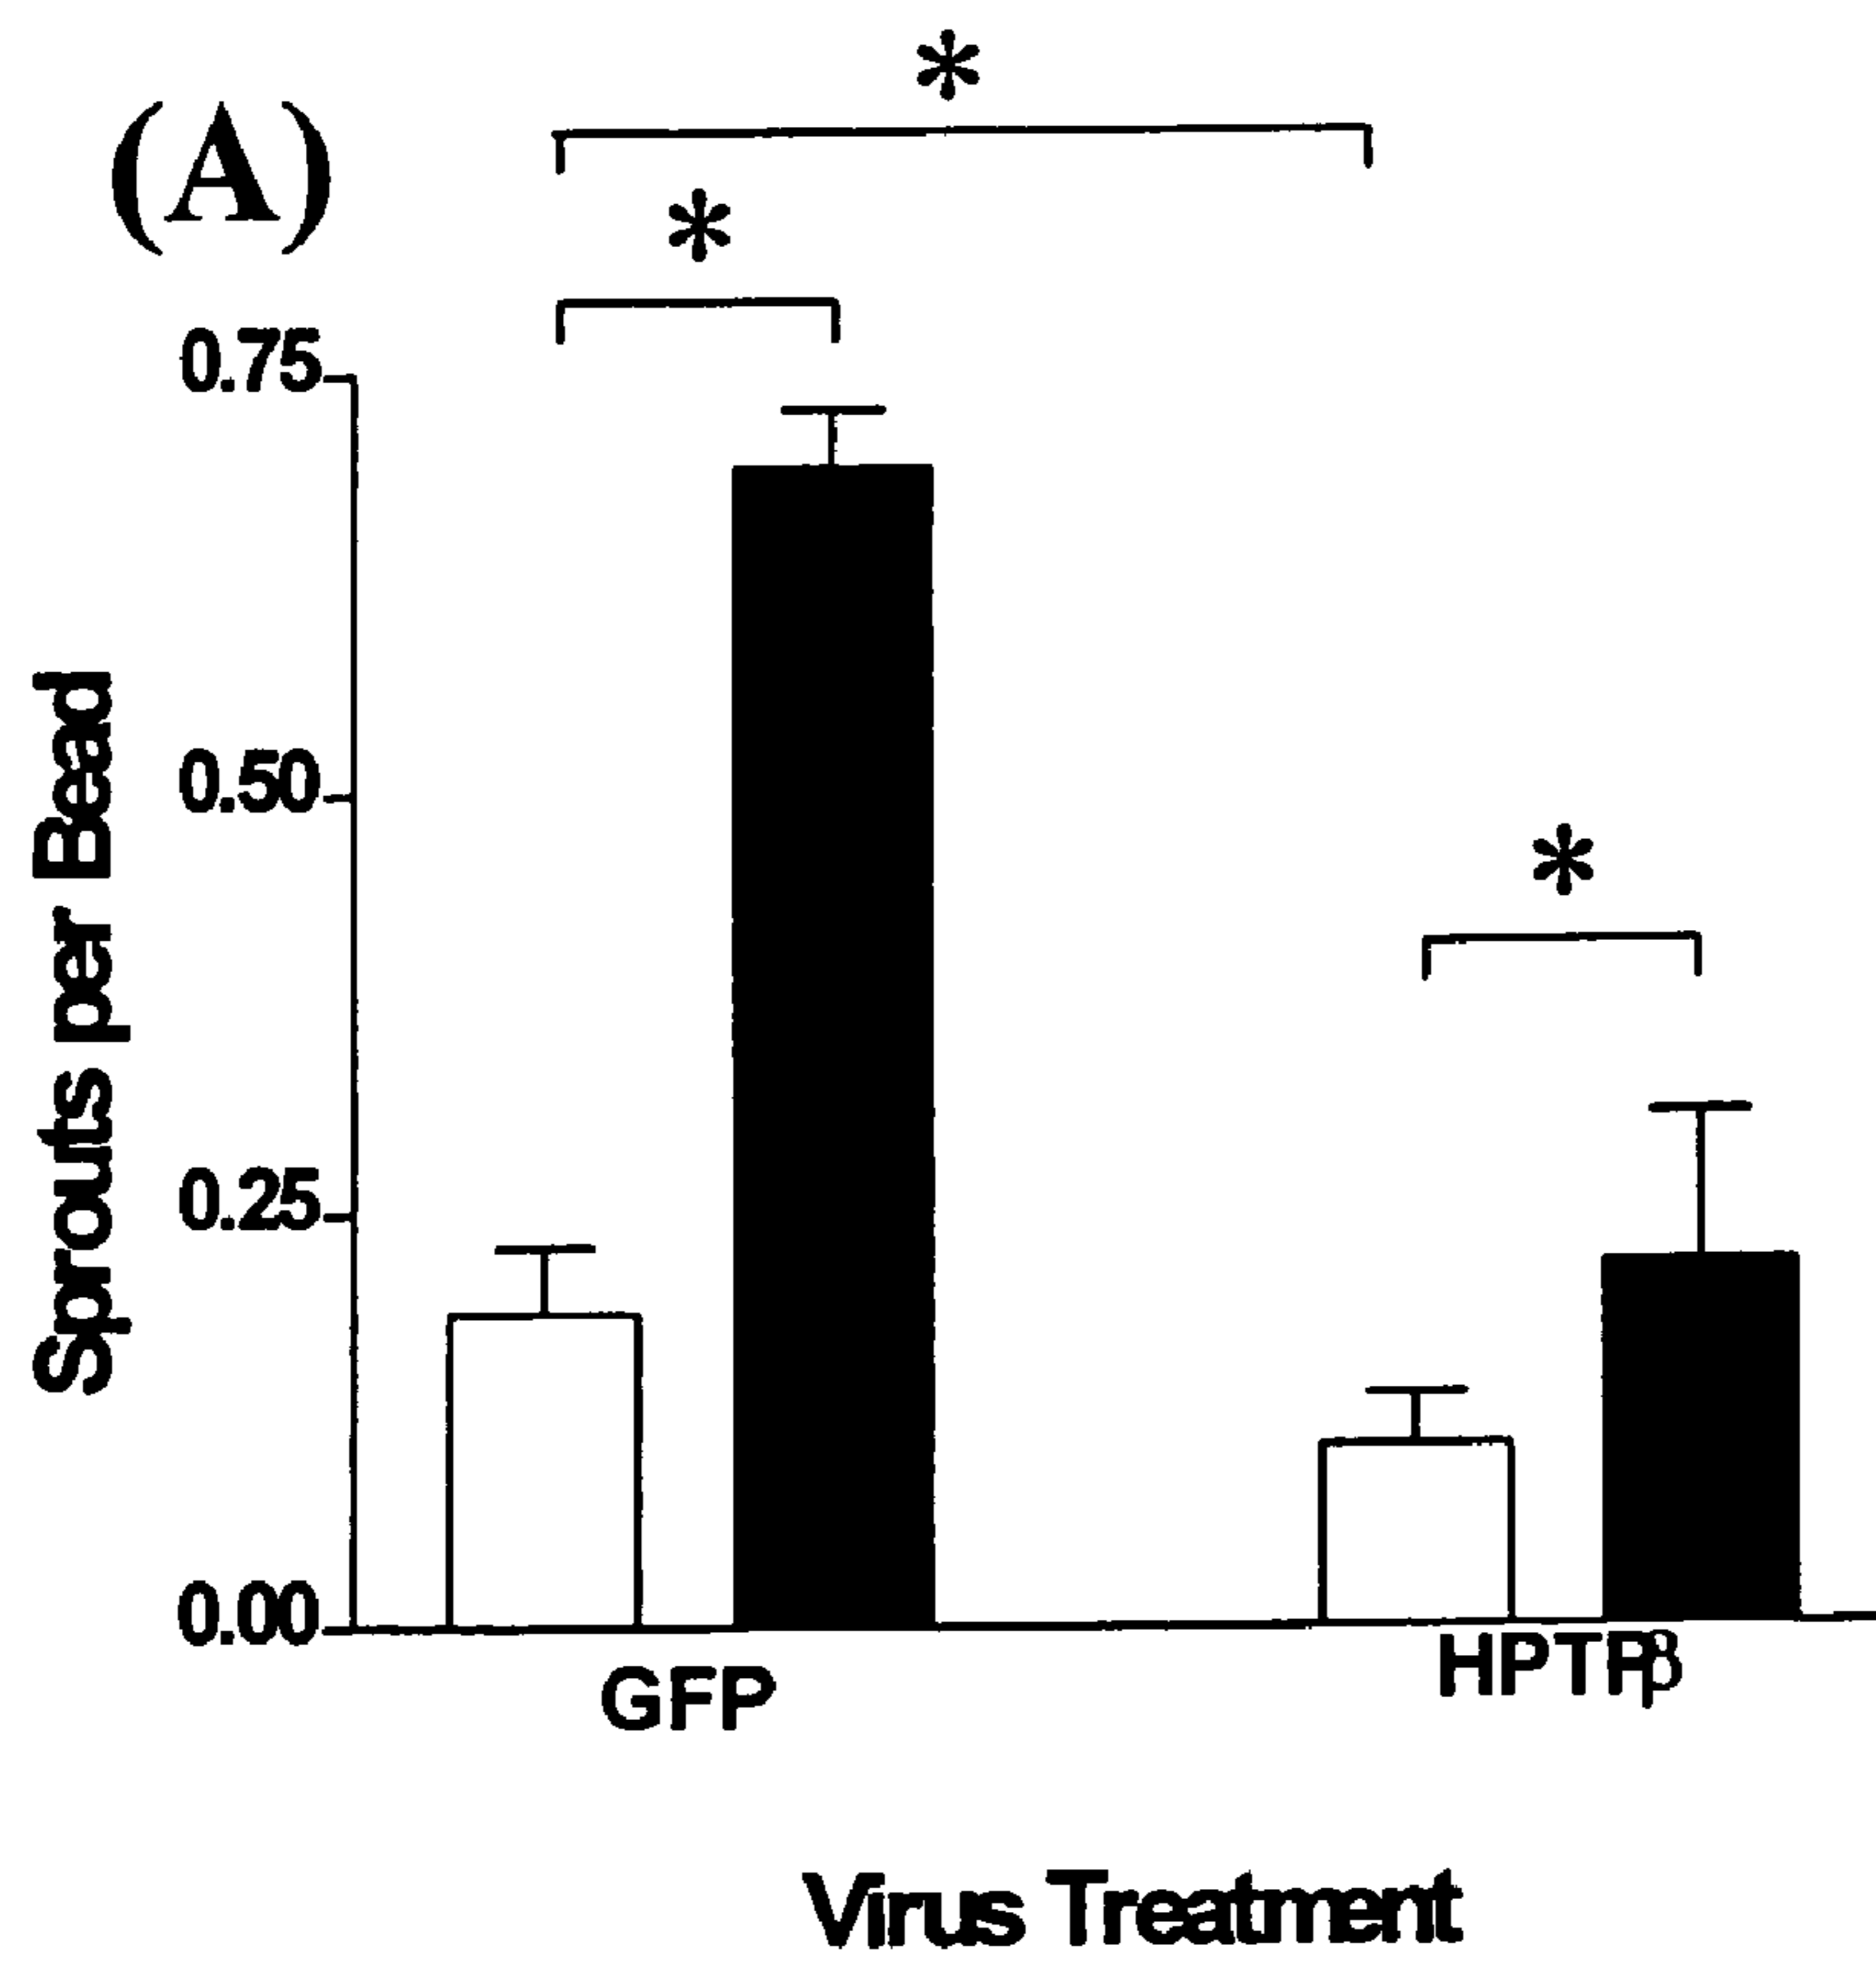 *
(A)
*
0.75
0.50
*
0.25
0.00
Sprouts per Bead
GFP
HPTPβ
Virus Treatment